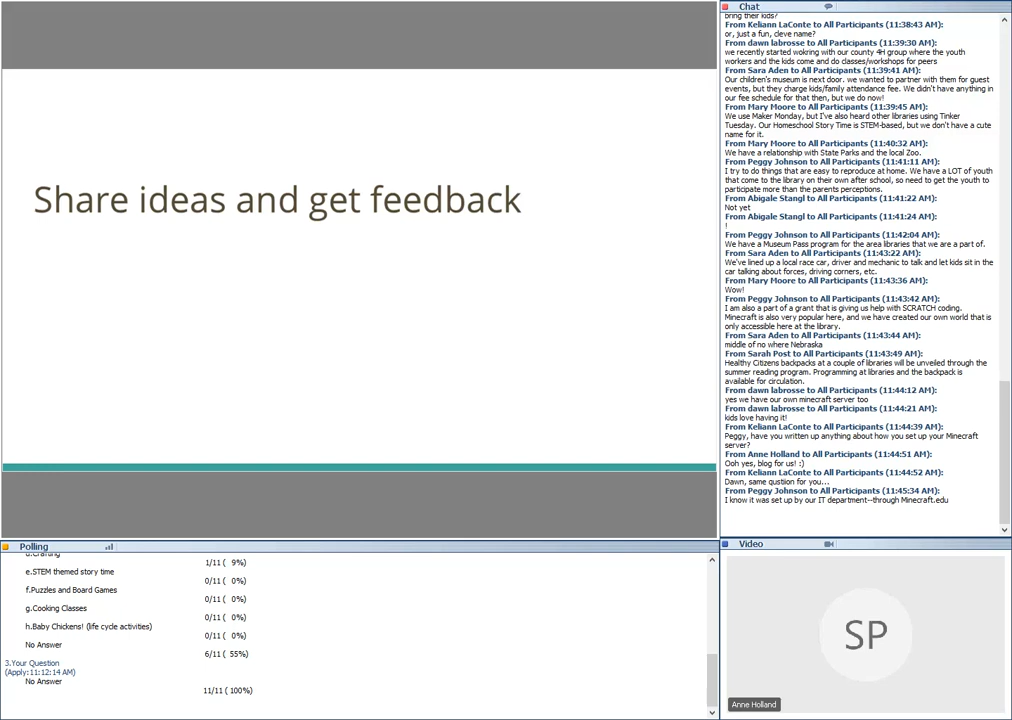 Share ideas and get feedback
Chat
bring their kids?
From Keliann LaConte to All Participants (11:38:43 AM):
or, just a fun, cleve name?
From dawn labrosse to All Participants (11:39:30 AM):
we recently started wokring with our county 4H group where the youth
workers and the kids come and do classes/workshops for peers
From Sara Aden to All Participants (11:39:41 AM):
Our children's museum is next door. we wanted to partner with them for guest
events, but they charge kids/family attendance fee. We didn't have anything in
our fee schedule for that then, but we do now!
From Mary Moore to All Participants (11:39:45 AM):
We use Maker Monday, but I've also heard other libraries using Tinker
Tuesday. Our Homeschool Story Time is STEM-based, but we don't have a cute
name for it.
From Mary Moore to All Participants (11:40:32 AM):
We have a relationship with State Parks and the local Zoo.
From Peggy Johnson to All Participants (11:41:11 AM):
I try to do things that are easy to reproduce at home. We have a LOT of youth
that come to the library on their own after school, so need to get the youth to
participate more than the parents perceptions.
From Abigale Stangl to All Participants (11:41:22 AM):
Not yet
From Abigale Stangl to All Participants (11:41:24 AM):
!
From Peggy Johnson to All Participants (11:42:04 AM):
We have a Museum Pass program for the area libraries that we are a part of.
From Sara Aden to All Participants (11:43:22 AM):
We've lined up a local race car, driver and mechanic to talk and let kids sit in the
car talking about forces, driving corners, etc.
From Mary Moore to All Participants (11:43:36 AM):
Wow!
From Peggy Johnson to All Participants (11:43:42 AM):
I am also a part of a grant that is giving us help with SCRATCH coding.
Minecraft is also very popular here, and we have created our own world that is
only accessible here at the library.
From Sara Aden to All Participants (11:43:44 AM):
middle of no where Nebraska
From Sarah Post to All Participants (11:43:49 AM):
Healthy Citizens backpacks at a couple of libraries will be unveiled through the
summer reading program. Programming at libraries and the backpack is
available for circulation.
From dawn labrosse to All Participants (11:44:12 AM):
yes we have our own minecraft server too
From dawn labrosse to All Participants (11:44:21 AM):
kids love having it!
From Keliann LaConte to All Participants (11:44:39 AM):
Peggy, have you written up anything about how you set up your Minecraft
server?
From Anne Holland to All Participants (11:44:51 AM):
Ooh yes, blog for us! :)
From Keliann LaConte to All Participants (11:44:52 AM):
Dawn, same qustiion for you...
From Peggy Johnson to All Participants (11:45:34 AM):
I know it was set up by our IT department--through Minecraft.edu
Polling
d.Crafting
1/11 ( 9%)
e.STEM themed story time
0/11 ( 0%)
f.Puzzles and Board Games
0/11 ( 0%)
g.Cooking Classes
0/11 ( 0%)
h.Baby Chickens! (life cycle activities)
0/11 ( 0%)
No Answer
6/11 ( 55%)
3.Your Question
(Apply:11:12:14 AM)
No Answer
11/11 ( 100%)
Video
SP
Anne Holland